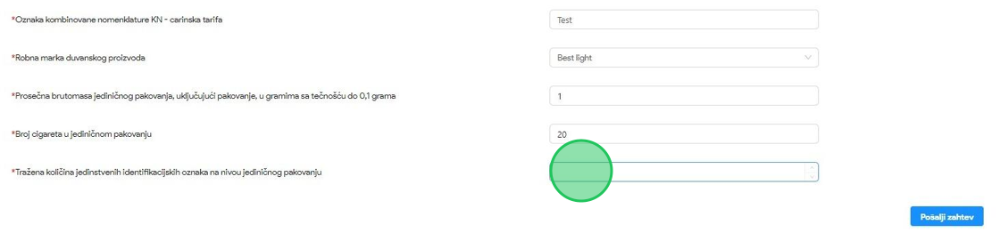 *Oznaka kombinovane nomenklature KN - carinska tarifa
Test
*Robna marka duvanskog proizvoda
Best light
*Prosečna brutomasa jediničnog pakovanja, uključujući pakovanje, u gramima sa tečnošću do 0,1 grama
1
*Broj cigareta u jediničnom pakovanju
20
*Tražena količina jedinstvenih identifikacijskih oznaka na nivou jediničnog pakovanju
Pošalji zahtev